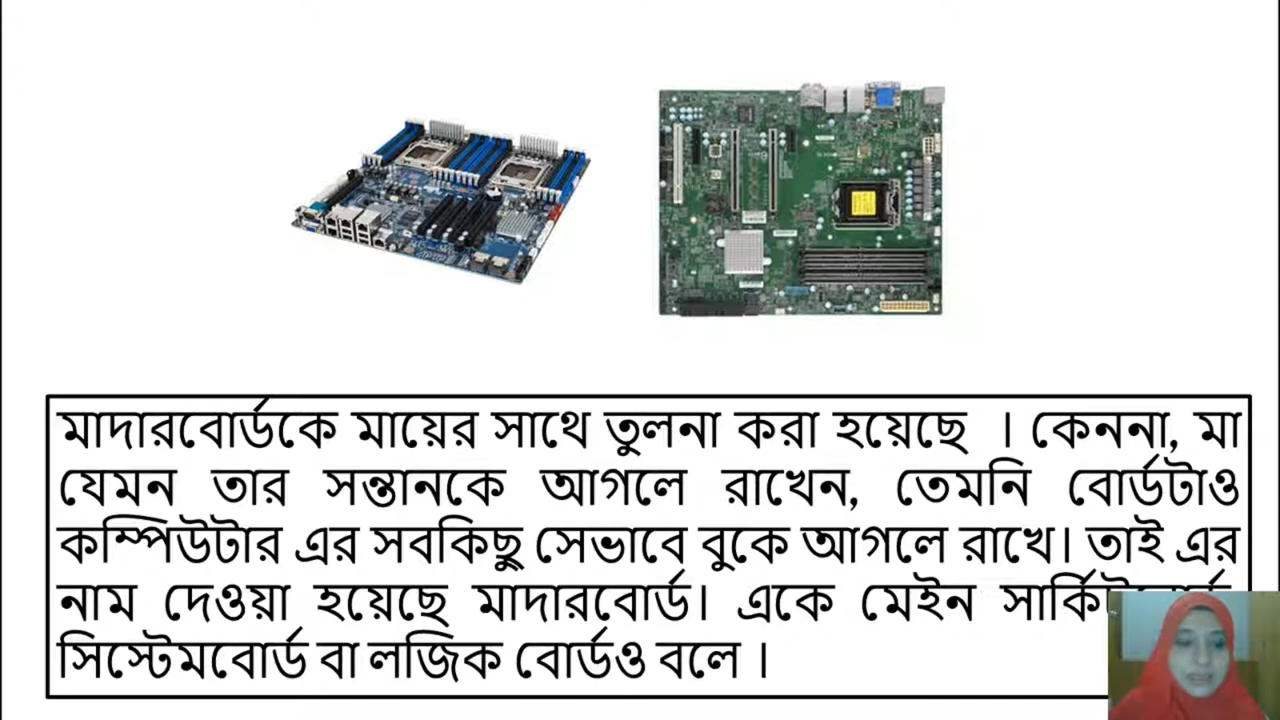 মাদারবোর্ডকে মায়ের সাথে তুলনা করা হয়েছে । কেননা, মা
যেমন তার সন্তানকে আগলে রাখেন, তেমনি বোর্ডটাও
কম্পিউটার এর সবকিছু সেভাবে বুকে আগলে রাখে। তাই এর
নাম দেওয়া হয়েছে মাদারবোর্ড। একে মেইন
সিস্টেমবোর্ড বা লজিক বোর্ডও বলে ।